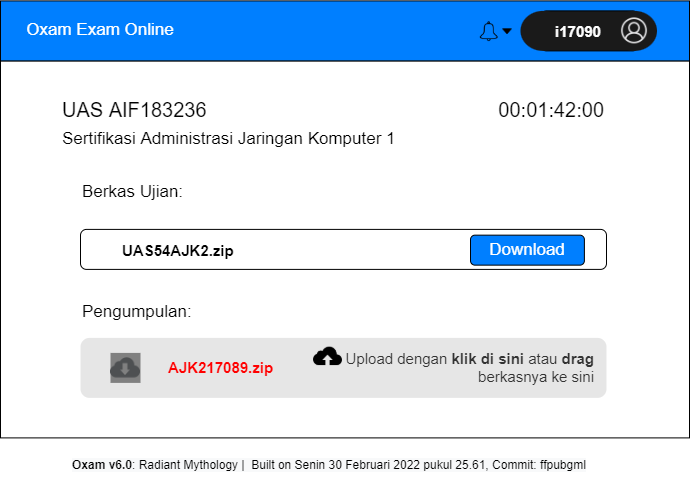 Oxam Exam Online
i17090
UAS AIF183236
00:01:42:00
Sertifikasi Administrasi Jaringan Komputer 1
Berkas Ujian:
UAS54AJK2.zip
Download
Pengumpulan:
AJK217089.zip
Upload dengan klik di sini atau drag
berkasnya ke sini
Oxam v6.0: Radiant Mythology | Built on Senin 30 Februari 2022 pukul 25.61, Commit: ffpubgml